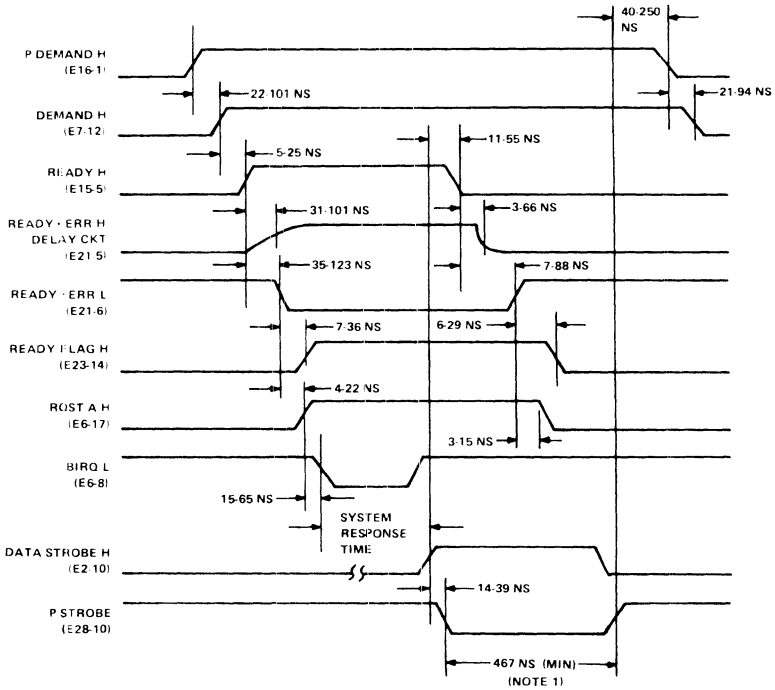 40-250
NS
P DEMAND H
(E16-1)
22-101 NS
21-94 NS
DEMAND H
(E7-12)
11-55 NS
5-25 NS
READY H
(E15-5)
31-101 NS
3-66 NS
READY · ERR H
DELAY CKT
(E21-5)
35-123 NS
7-88 NS
READY · ERR L
(E21-6)
7-36 NS
6-29 NS
READY FLAG H
(E23-14)
4-22 NS
RQST A H
(E6-17)
3-15 NS
BIRQ L
(E6-8)
15-65 NS
SYSTEM
RESPONSE
TIME
DATA STROBE H
(E2-10)
14-39 NS
P STROBE
(E28-10)
467 NS (MIN)
(NOTE 1)